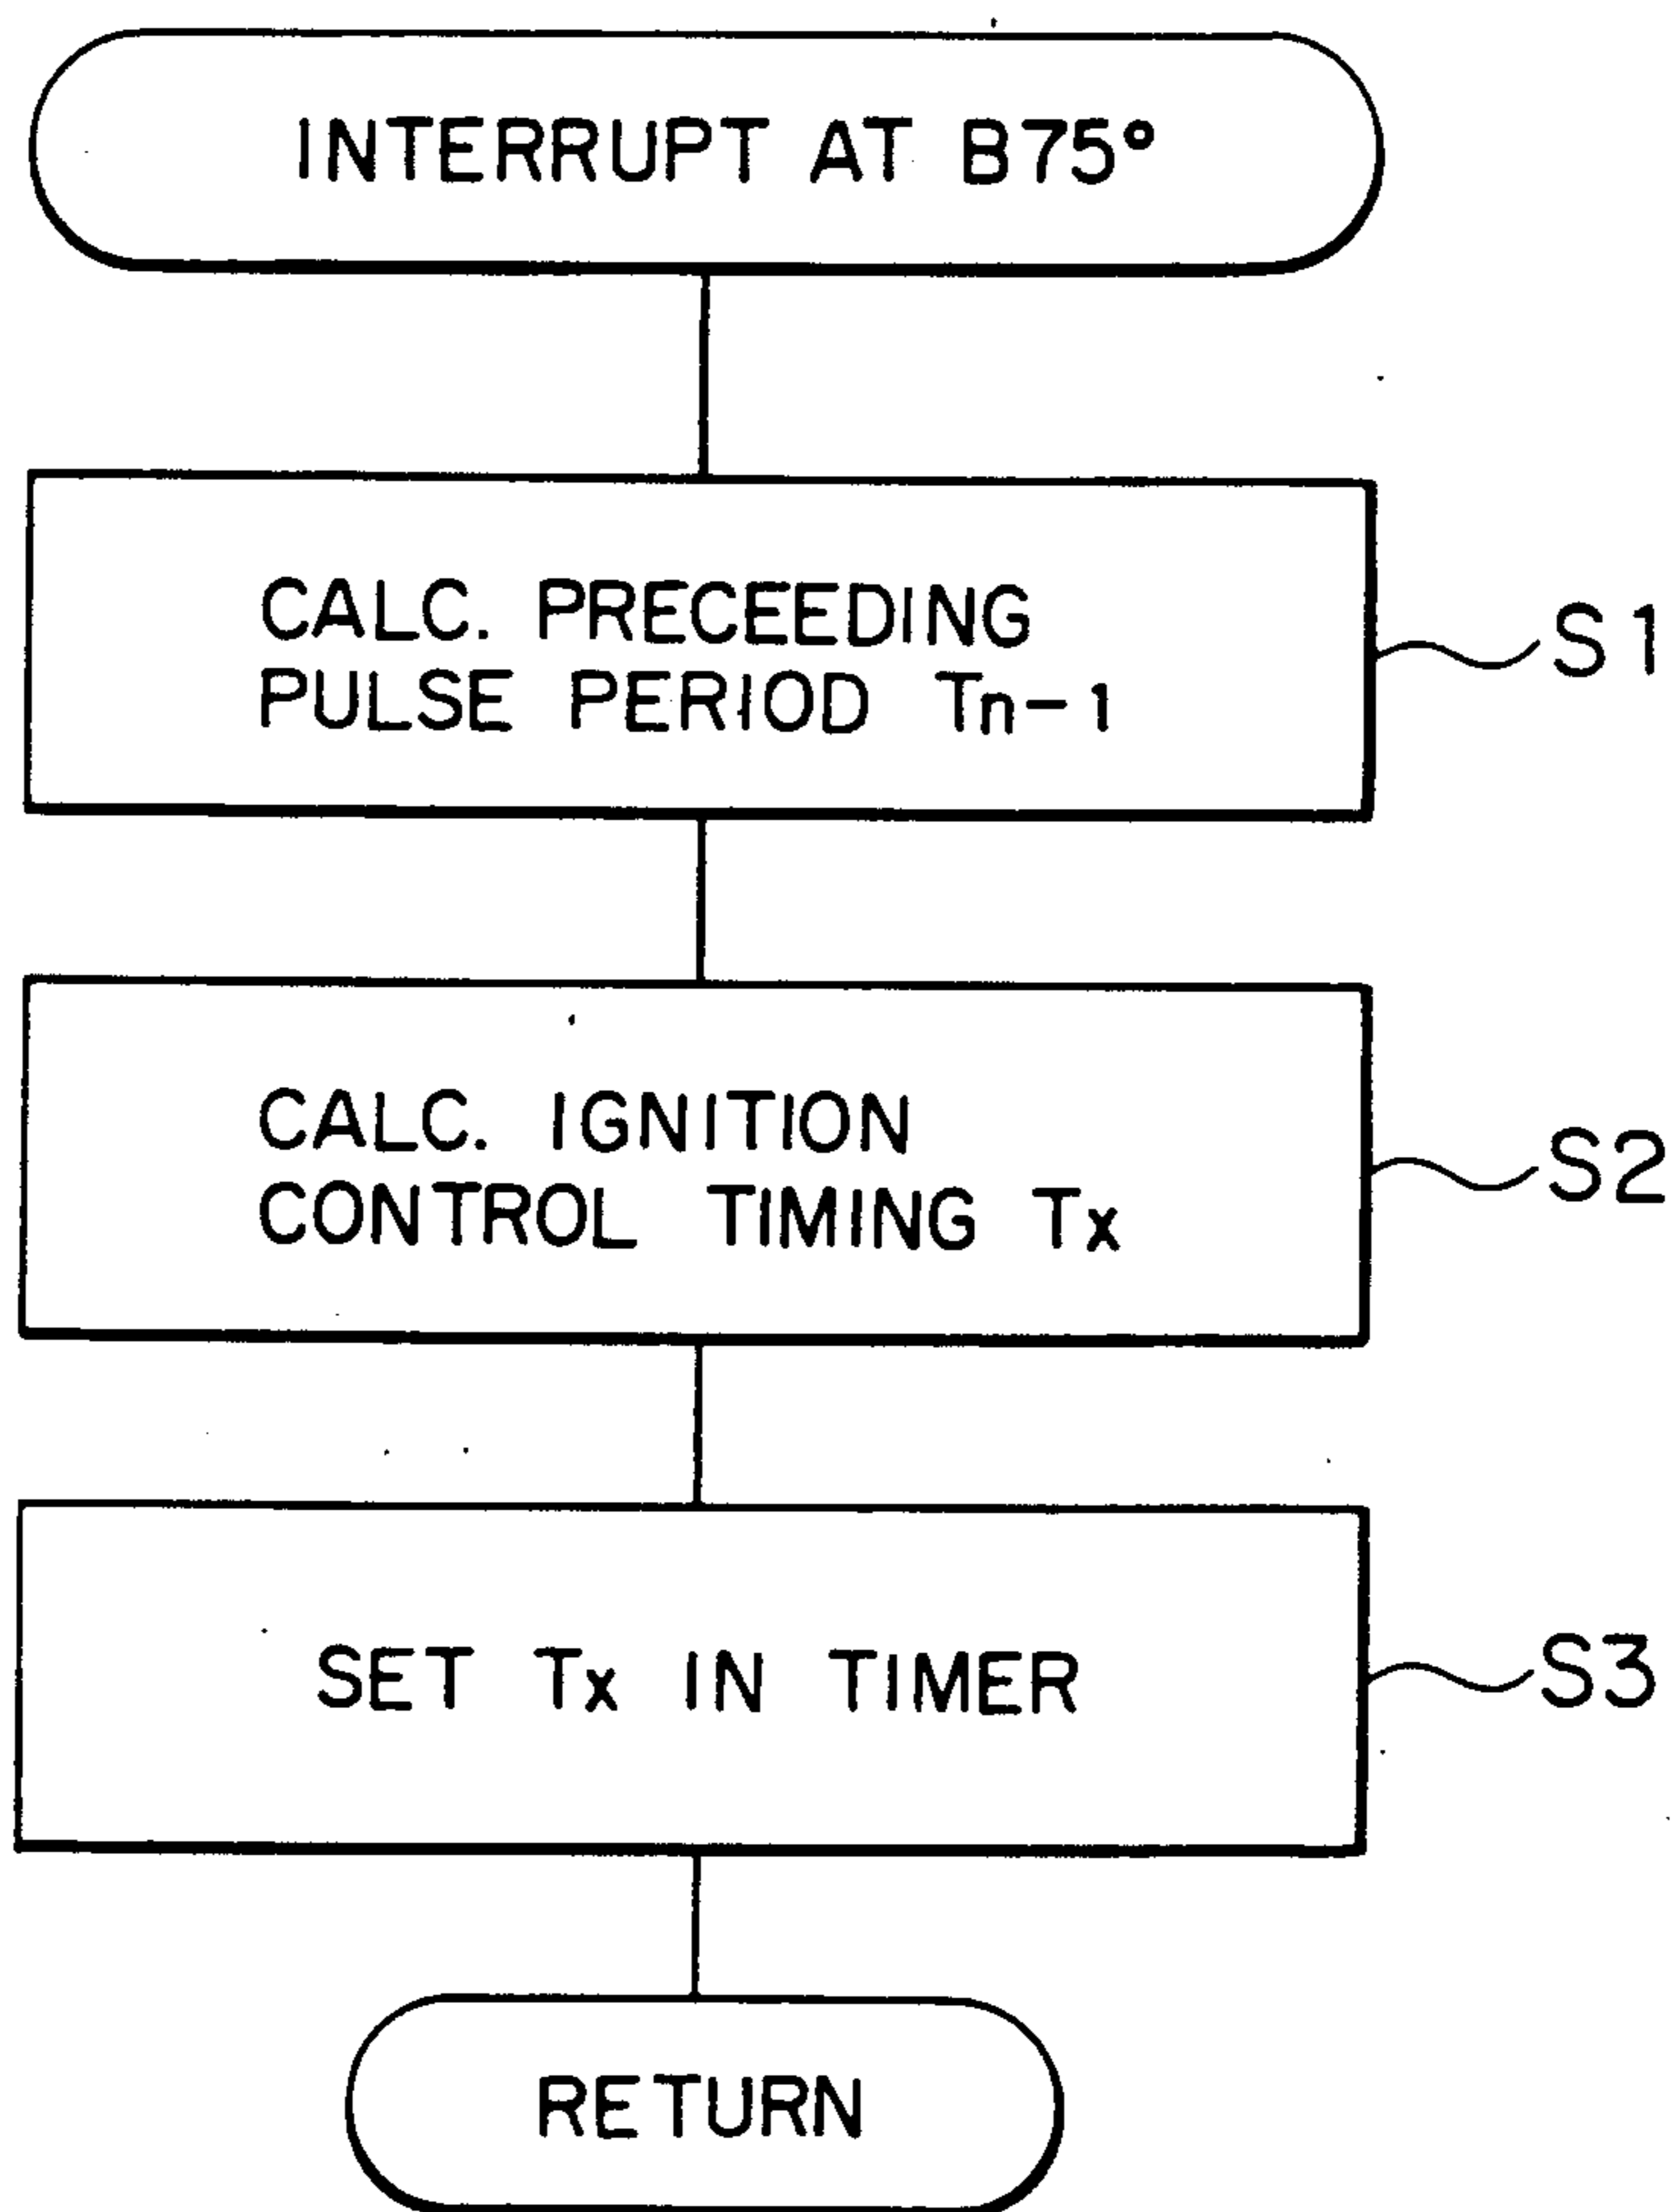 INTERRUPT AT B75°
CALC. PRECEEDING
PULSE PERIOD Tn-1
S1
CALC. IGNITION
CONTROL TIMING Tx
S2
SET Tx IN TIMER
S3
RETURN